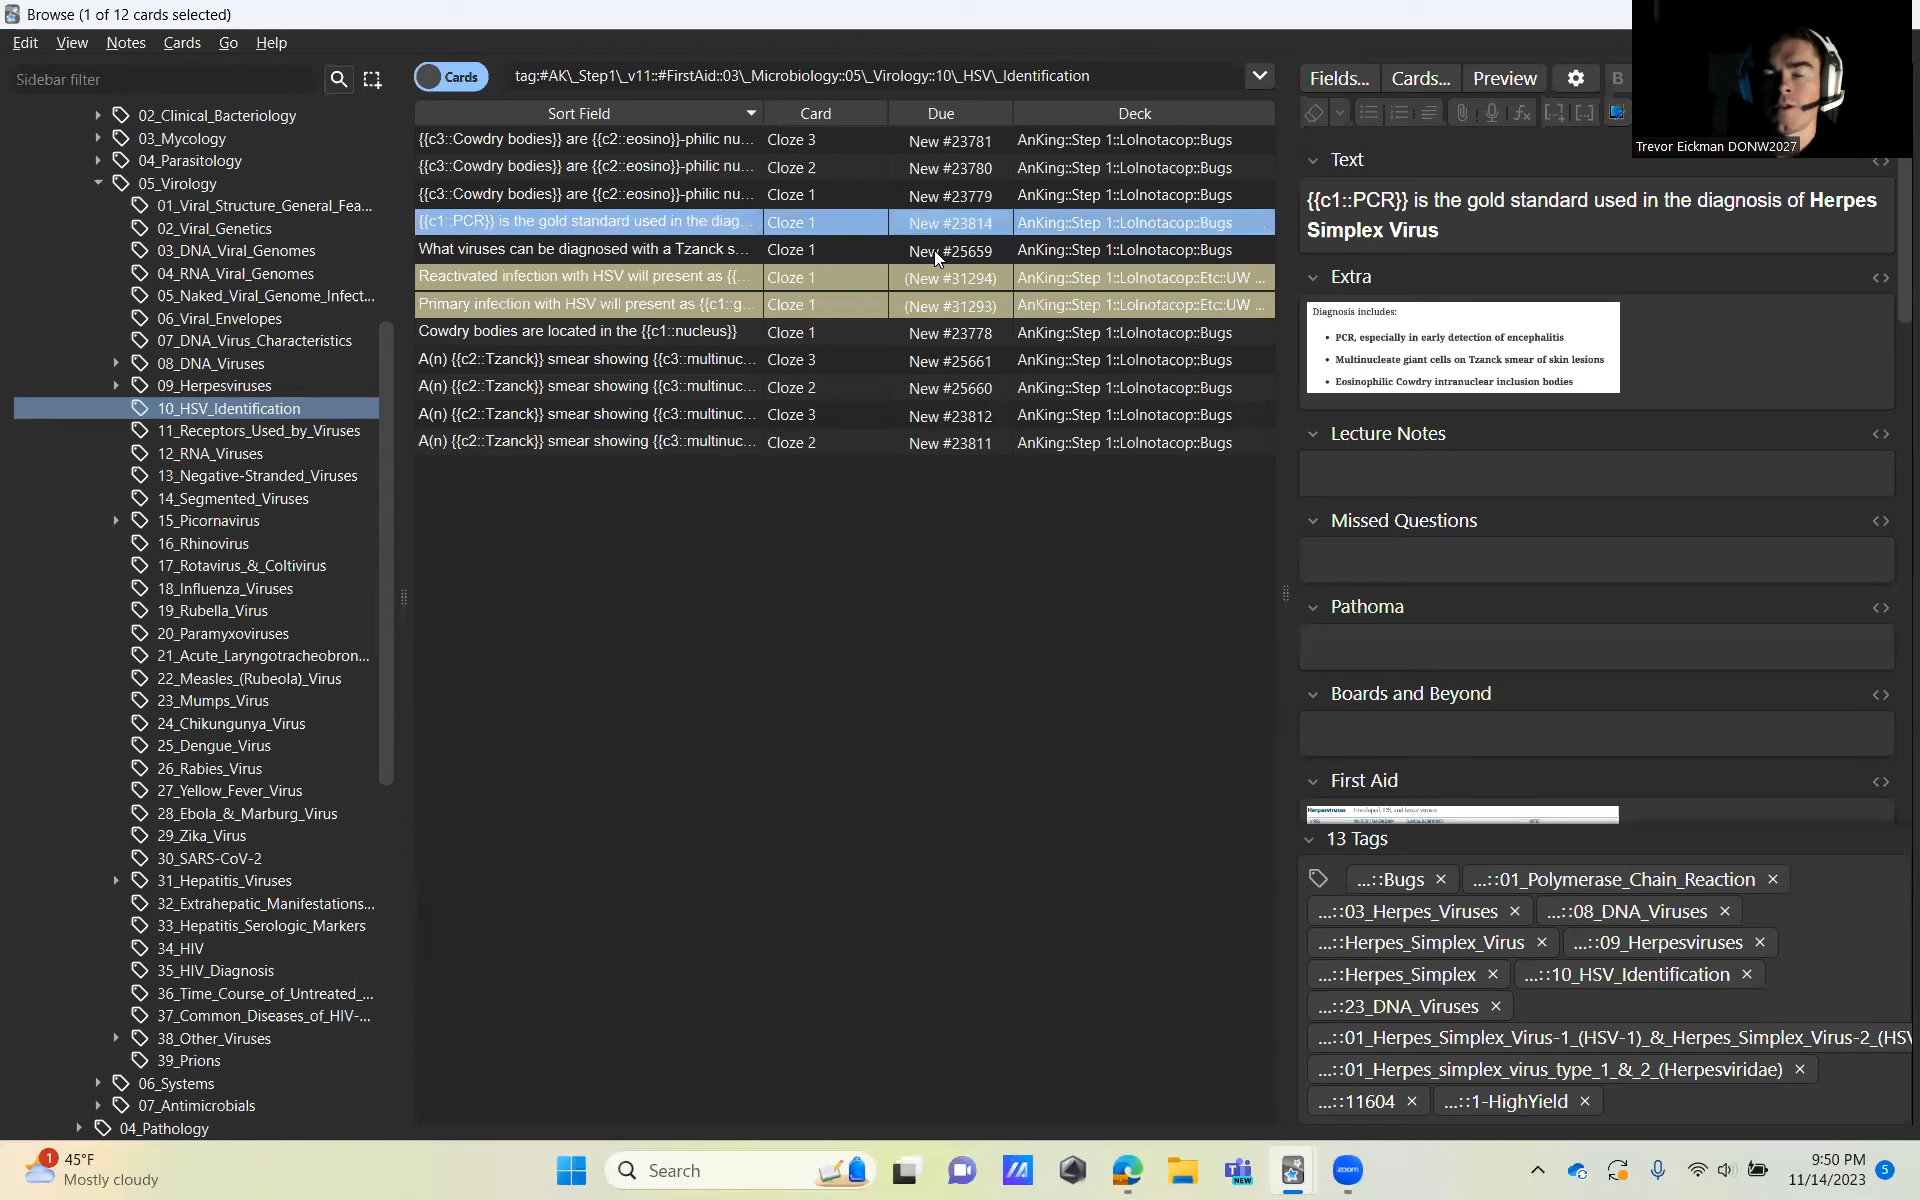 Browse (1 of 12 cards selected)
Edit View Notes Cards Go Help
Sidebar filter
02_Clinical_Bacteriology
03_Mycology
04_Parasitology
05_Virology
01_Viral_Structure_General_Fea...
02_Viral_Genetics
03_DNA_Viral_Genomes
04_RNA_Viral_Genomes
05_Naked_Viral_Genome_Infect...
06_Viral_Envelopes
07_DNA_Virus_Characteristics
08_DNA_Viruses
09_Herpesviruses
10_HSV_Identification
11_Receptors_Used_by_Viruses
12_RNA_Viruses
13_Negative-Stranded_Viruses
14_Segmented_Viruses
15_Picornavirus
16_Rhinovirus
17_Rotavirus_&_Coltivirus
18_Influenza_Viruses
19_Rubella_Virus
20_Paramyxoviruses
21_Acute_Laryngotracheobron...
22_Measles_(Rubeola)_Virus
23_Mumps_Virus
24_Chikungunya_Virus
25_Dengue_Virus
26_Rabies_Virus
27_Yellow_Fever_Virus
28_Ebola_&_Marburg_Virus
29_Zika_Virus
30_SARS-CoV-2
31_Hepatitis_Viruses
32_Extrahepatic_Manifestations...
33_Hepatitis_Serologic_Markers
34_HIV
35_HIV_Diagnosis
36_Time_Course_of_Untreated_...
37_Common_Diseases_of_HIV-...
38_Other_Viruses
39_Prions
06_Systems
07_Antimicrobials
04_Pathology
Cards tag:#AK\_Step1\_v11::#FirstAid::03\_Microbiology::05\_Virology::10\_HSV\_Identification
Sort Field Card Due Deck
{{c3::Cowdry bodies}} are {{c2::eosino}}-philic nu... Cloze 3 New #23781 AnKing::Step 1::Lolnotacop::Bugs
{{c3::Cowdry bodies}} are {{c2::eosino}}-philic nu... Cloze 2 New #23780 AnKing::Step 1::Lolnotacop::Bugs
{{c3::Cowdry bodies}} are {{c2::eosino}}-philic nu... Cloze 1 New #23779 AnKing::Step 1::Lolnotacop::Bugs
{{c1::PCR}} is the gold standard used in the diag... Cloze 1 New #23814 AnKing::Step 1::Lolnotacop::Bugs
What viruses can be diagnosed with a Tzanck s... Cloze 1 New #25659 AnKing::Step 1::Lolnotacop::Bugs
Reactivated infection with HSV will present as {{... Cloze 1 (New #31294) AnKing::Step 1::Lolnotacop::Etc::UW ...
Primary infection with HSV will present as {{c1::g... Cloze 1 (New #31293) AnKing::Step 1::Lolnotacop::Etc::UW ...
Cowdry bodies are located in the {{c1::nucleus}} Cloze 1 New #23778 AnKing::Step 1::Lolnotacop::Bugs
A(n) {{c2::Tzanck}} smear showing {{c3::multinuc... Cloze 3 New #25661 AnKing::Step 1::Lolnotacop::Bugs
A(n) {{c2::Tzanck}} smear showing {{c3::multinuc... Cloze 2 New #25660 AnKing::Step 1::Lolnotacop::Bugs
A(n) {{c2::Tzanck}} smear showing {{c3::multinuc... Cloze 3 New #23812 AnKing::Step 1::Lolnotacop::Bugs
A(n) {{c2::Tzanck}} smear showing {{c3::multinuc... Cloze 2 New #23811 AnKing::Step 1::Lolnotacop::Bugs
Fields... Cards... Preview B
Trevor Eickman DONW2027
Text
{{c1::PCR}} is the gold standard used in the diagnosis of Herpes
Simplex Virus
Extra
Diagnosis includes:
• PCR, especially in early detection of encephalitis
• Multinucleate giant cells on Tzanck smear of skin lesions
• Eosinophilic Cowdry intranuclear inclusion bodies
Lecture Notes
Missed Questions
Pathoma
Boards and Beyond
First Aid
Herpesviruses
13 Tags
...::Bugs × ...::01_Polymerase_Chain_Reaction ×
...::03_Herpes_Viruses × ...::08_DNA_Viruses ×
...::Herpes_Simplex_Virus × ...::09_Herpesviruses ×
...::Herpes_Simplex × ...::10_HSV_Identification ×
...::23_DNA_Viruses ×
...::01_Herpes_Simplex_Virus-1_(HSV-1)_&_Herpes_Simplex_Virus-2_(HSV
...::01_Herpes_simplex_virus_type_1_&_2_(Herpesviridae) ×
...::11604 × ...::1-HighYield ×
1 45°F
Mostly cloudy
Search
NEW
zoom
9:50 PM
11/14/2023
5